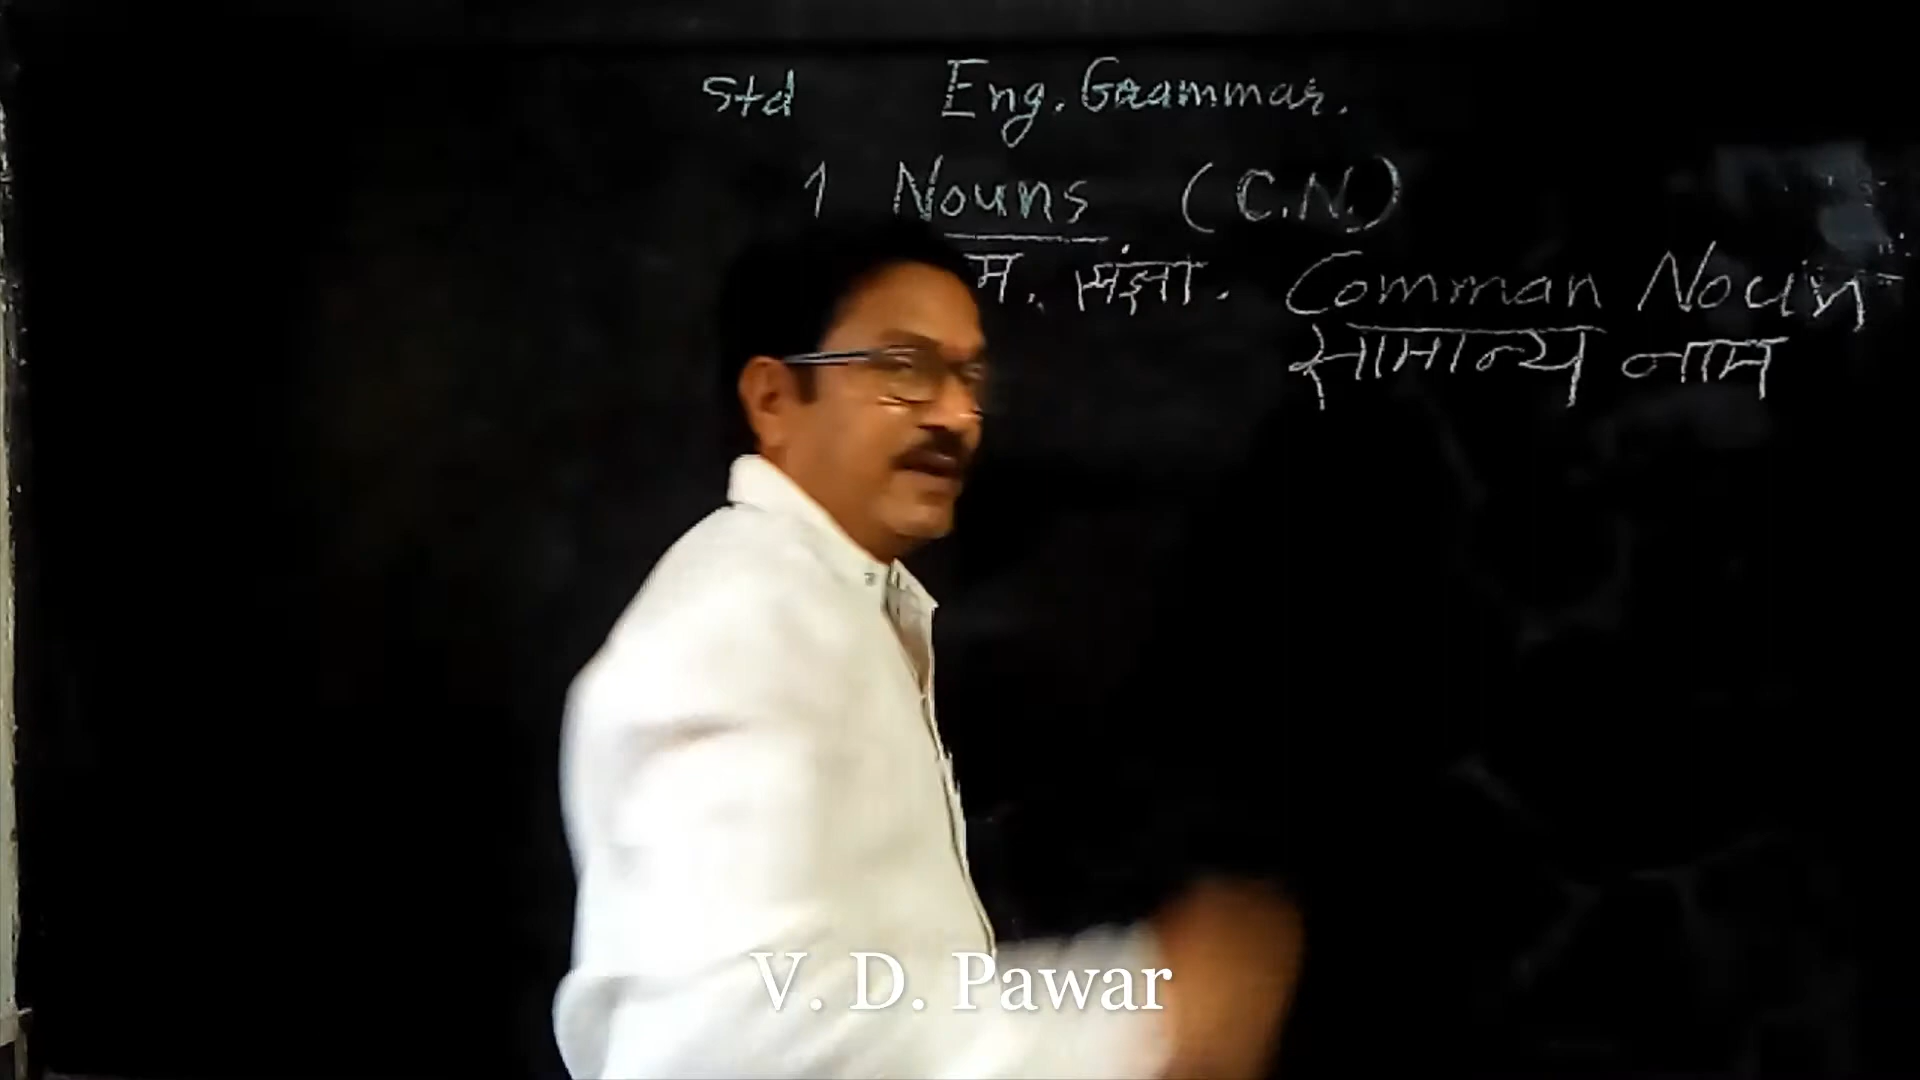 Std Eng. Grammar.
1 Nouns (C.N.)
म. संज्ञा. Comman Noun
सामान्य नाम
V. D. Pawar